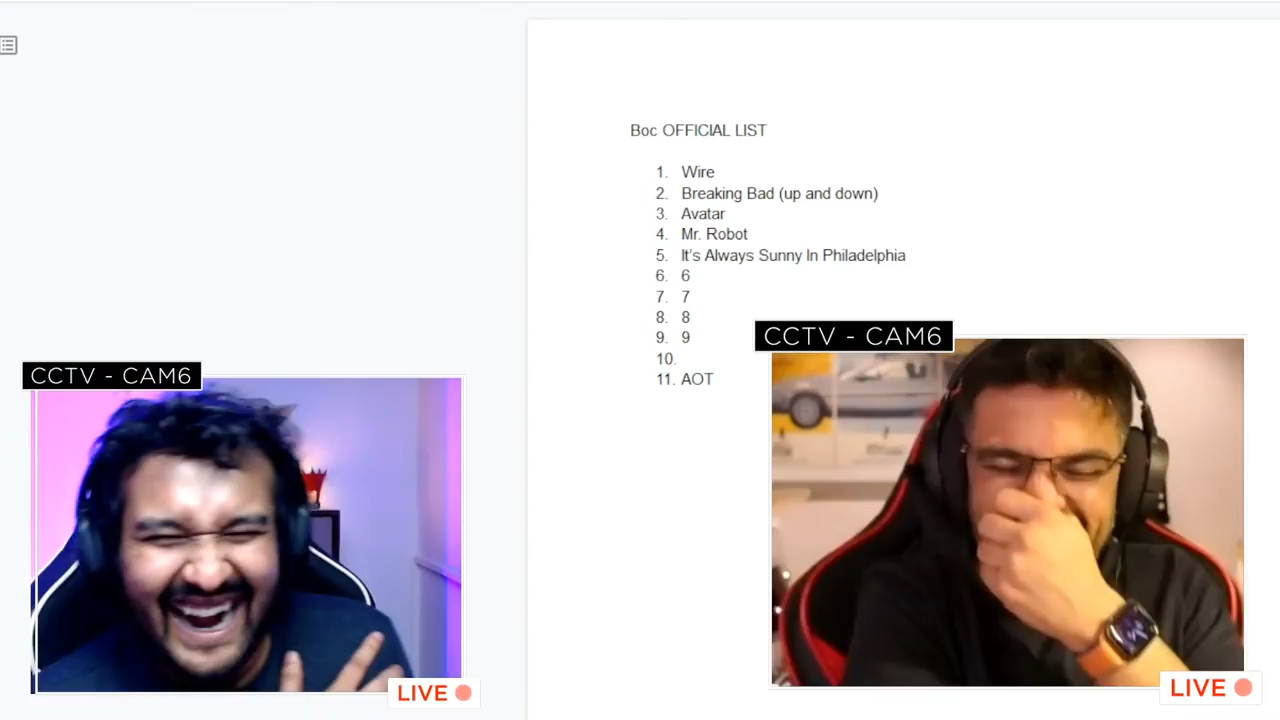 Boc OFFICIAL LIST
1. Wire
2. Breaking Bad (up and down)
3. Avatar
4. Mr. Robot
5. It's Always Sunny In Philadelphia
6. 6
7. 7
8. 8
9. 9
10.
11. AOT
CCTV - CAM6
LIVE
CCTV - CAM6
LIVE